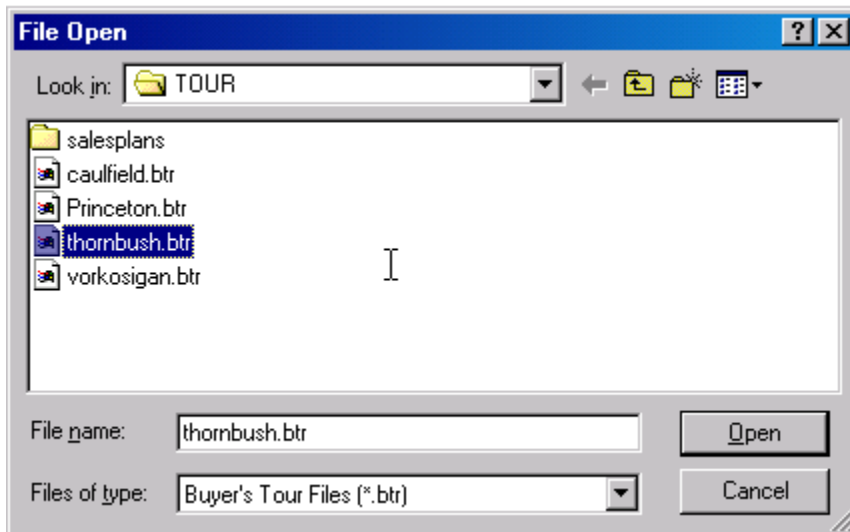 File Open
Look in: TOUR
salesplans
caulfield.btr
Princeton.btr
thornbush.btr
vorkosigan.btr
File name: thornbush.btr Open
Files of type: Buyer's Tour Files (*.btr) Cancel